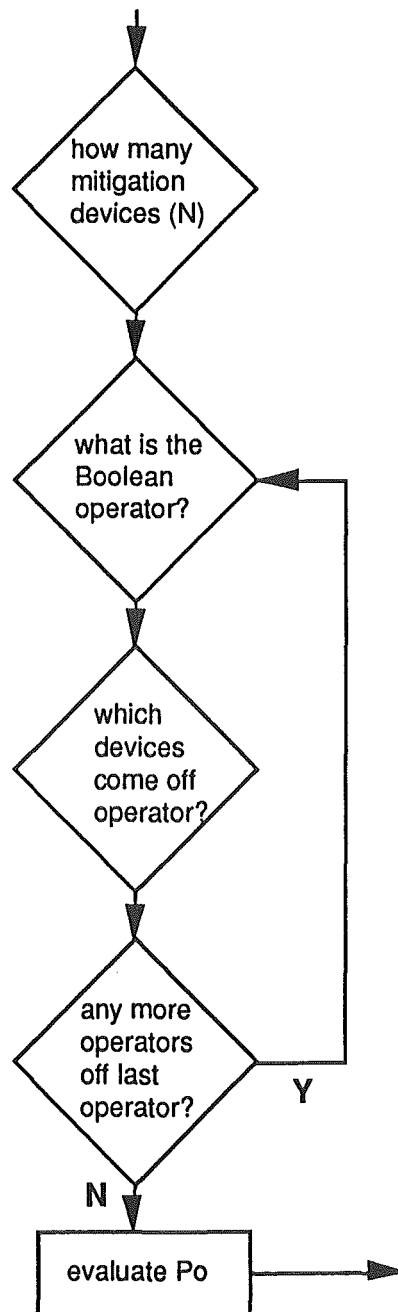 how many
mitigation
devices (N)
what is the
Boolean
operator?
which
devices
come off
operator?
any more
operators
off last
operator?
Y
N
evaluate Po